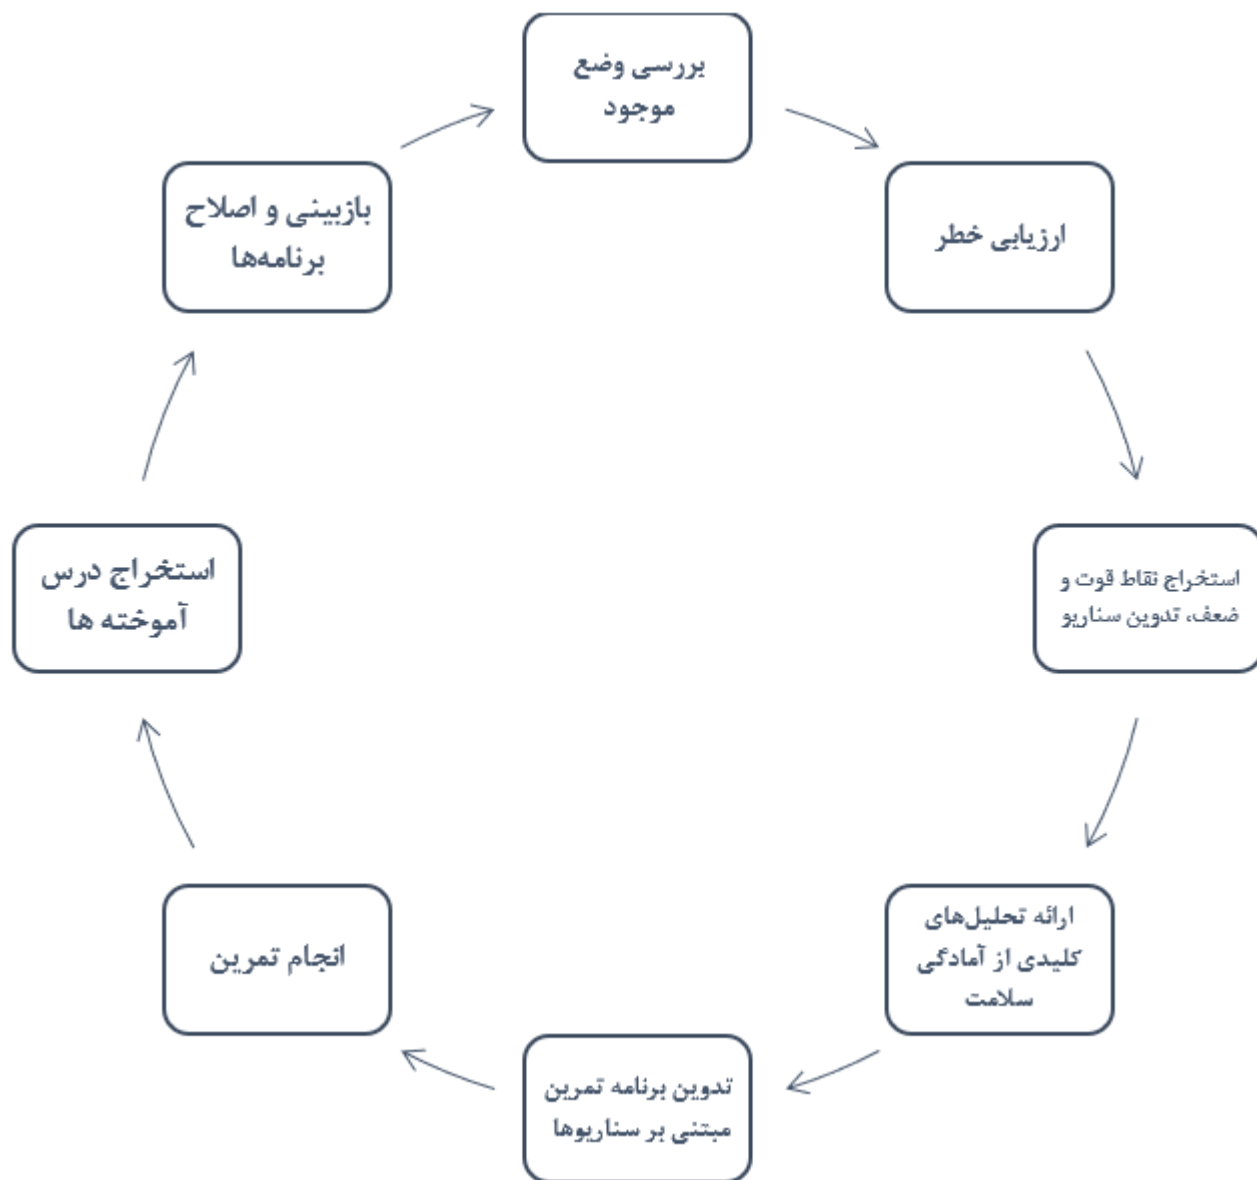 بررسی وضع
موجود
ارزیابی خطر
استخراج نقاط قوت و
ضعف، تدوین سناریو
ارائه تحلیل‌های
کلیدی از آمادگی
سلامت
تدوین برنامه تمرین
مبتنی بر سناریوها
انجام تمرین
استخراج درس
آموخته ها
بازبینی و اصلاح
برنامه‌ها